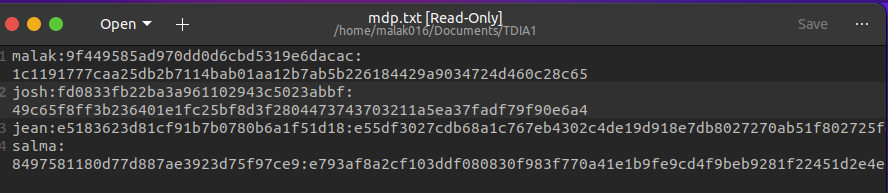 Open
mdp.txt [Read-Only]
/home/malak016/Documents/TDIA1
Save
1 malak:9f449585ad970dd0d6cbd5319e6dacac:
1c1191777caa25db2b7114bab01aa12b7ab5b226184429a9034724d460c28c65
2 josh:fd0833fb22ba3a961102943c5023abbf:
49c65f8ff3b236401e1fc25bf8d3f2804473743703211a5ea37fadf79f90e6a4
3 jean:e5183623d81cf91b7b0780b6a1f51d18:e55df3027cdb68a1c767eb4302c4de19d918e7db8027270ab51f802725f
4 salma:
8497581180d77d887ae3923d75f97ce9:e793af8a2cf103ddf080830f983f770a41e1b9fe9cd4f9beb9281f22451d2e4e